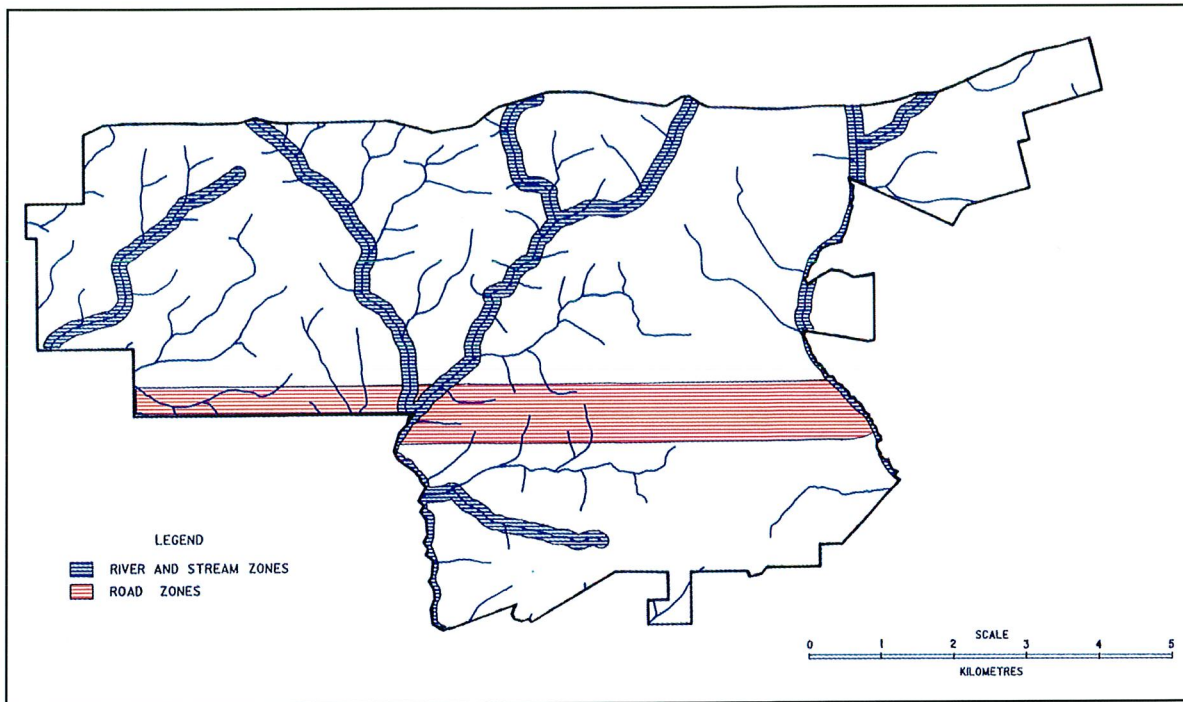 LEGEND
RIVER AND STREAM ZONES
ROAD ZONES
SCALE
0 1 2 3 4 5
KILOMETRES